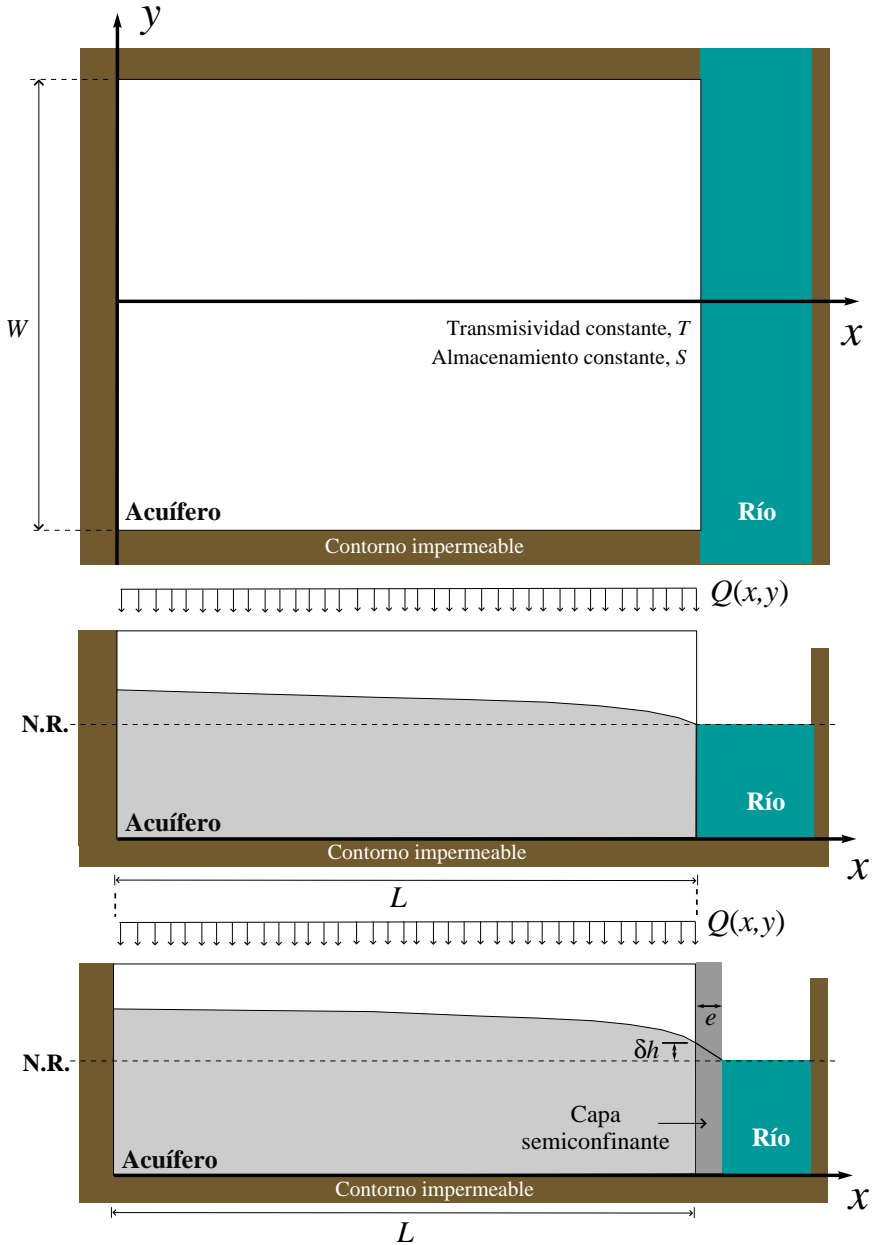 y
W
x
Transmisividad constante, T
Almacenamiento constante, S
Acuífero
Río
Contorno impermeable
Q(x,y)
N.R.
Acuífero
Río
Contorno impermeable
x
L
Q(x,y)
e
δh
N.R.
Capa
semiconfinante
Río
Acuífero
Contorno impermeable
x
L